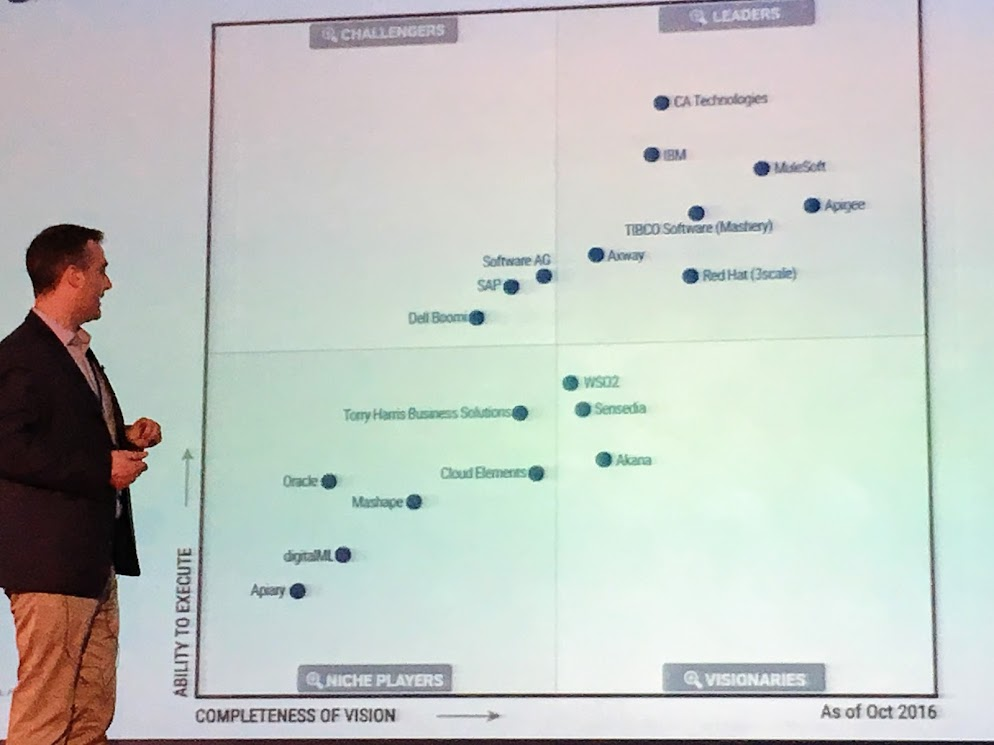 CHALLENGERS
LEADERS
CA Technologies
IBM
MuleSoft
Apigee
TIBCO Software (Mashery)
Axway
Software AG
SAP
Red Hat (3scale)
Dell Boomi
WSO2
Torry Harris Business Solutions
Sensedia
Akana
Cloud Elements
Oracle
Mashape
digitalML
Apiary
ABILITY TO EXECUTE
NICHE PLAYERS
VISIONARIES
COMPLETENESS OF VISION
As of Oct 2016